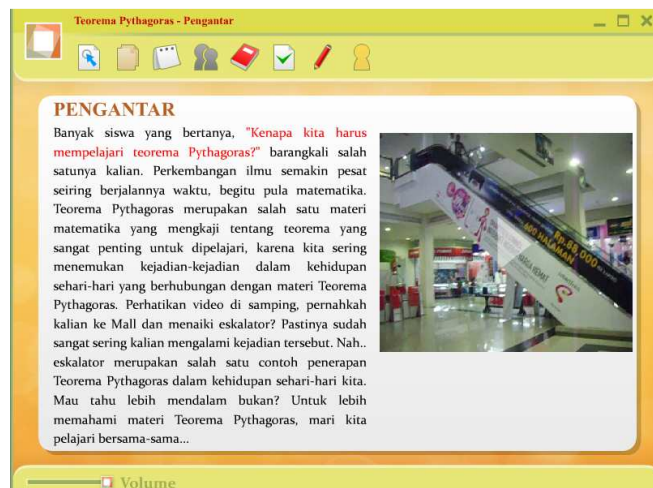 Teorema Pythagoras - Pengantar
PENGANTAR
Banyak siswa yang bertanya, "Kenapa kita harus
mempelajari teorema Pythagoras?" barangkali salah
satunya kalian. Perkembangan ilmu semakin pesat
seiring berjalannya waktu, begitu pula matematika.
Teorema Pythagoras merupakan salah satu materi
matematika yang mengkaji tentang teorema yang
sangat penting untuk dipelajari, karena kita sering
menemukan kejadian-kejadian dalam kehidupan
sehari-hari yang berhubungan dengan materi Teorema
Pythagoras. Perhatikan video di samping, pernahkah
kalian ke Mall dan menaiki eskalator? Pastinya sudah
sangat sering kalian mengalami kejadian tersebut. Nah..
eskalator merupakan salah satu contoh penerapan
Teorema Pythagoras dalam kehidupan sehari-hari kita.
Mau tahu lebih mendalam bukan? Untuk lebih
memahami materi Teorema Pythagoras, mari kita
pelajari bersama-sama...
Rp.88,000
400 HALAMAN
Volume